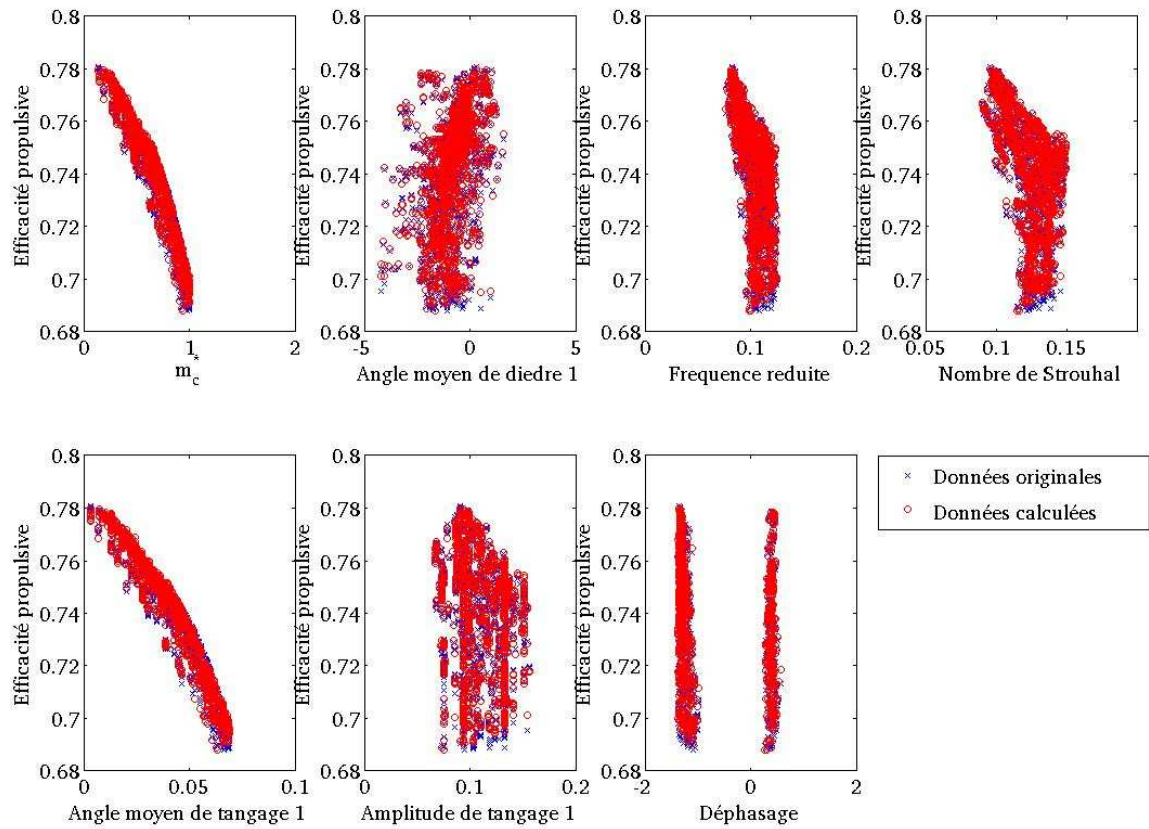 0.8 0.8 0.8 0.8
0.78 0.78 0.78 0.78
0.76 0.76 0.76 0.76
0.74 0.74 0.74 0.74
0.72 0.72 0.72 0.72
0.7 0.7 0.7 0.7
0.68 0.68 0.68 0.68
Efficacité propulsive
Efficacité propulsive
Efficacité propulsive
Efficacité propulsive
0 1 2
-5 0 5
0 0.1 0.2
0.05 0.1 0.15
m*c
Angle moyen de diedre 1
Frequence reduite
Nombre de Strouhal
0.8 0.8 0.8
0.78 0.78 0.78
0.76 0.76 0.76
0.74 0.74 0.74
0.72 0.72 0.72
0.7 0.7 0.7
0.68 0.68 0.68
Efficacité propulsive
Efficacité propulsive
Efficacité propulsive
0 0.05 0.1
0 0.1 0.2
-2 0 2
Angle moyen de tangage 1
Amplitude de tangage 1
Déphasage
Données originales
Données calculées